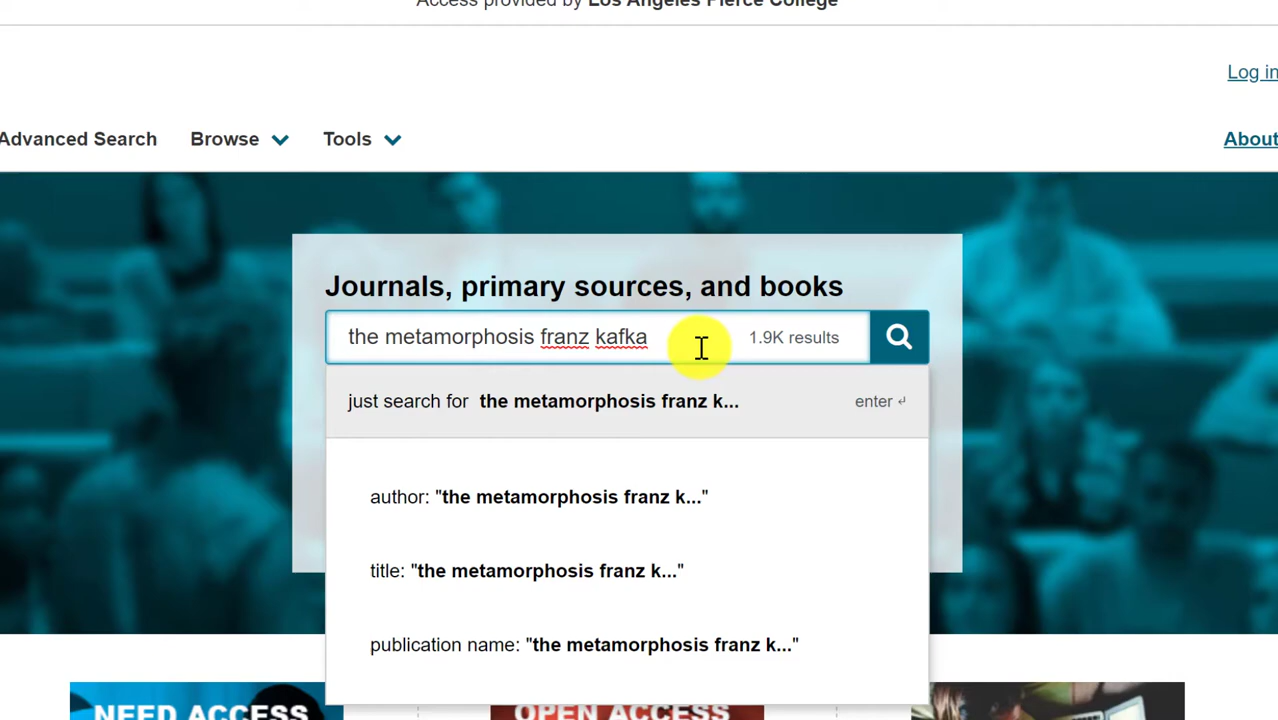 Access provided by Los Angeles Pierce College
Log in
Advanced Search Browse Tools About
Journals, primary sources, and books
the metamorphosis franz kafka 1.9K results
just search for the metamorphosis franz k... enter ↵
author: "the metamorphosis franz k..."
title: "the metamorphosis franz k..."
publication name: "the metamorphosis franz k..."
NEED ACCESS OPEN ACCESS